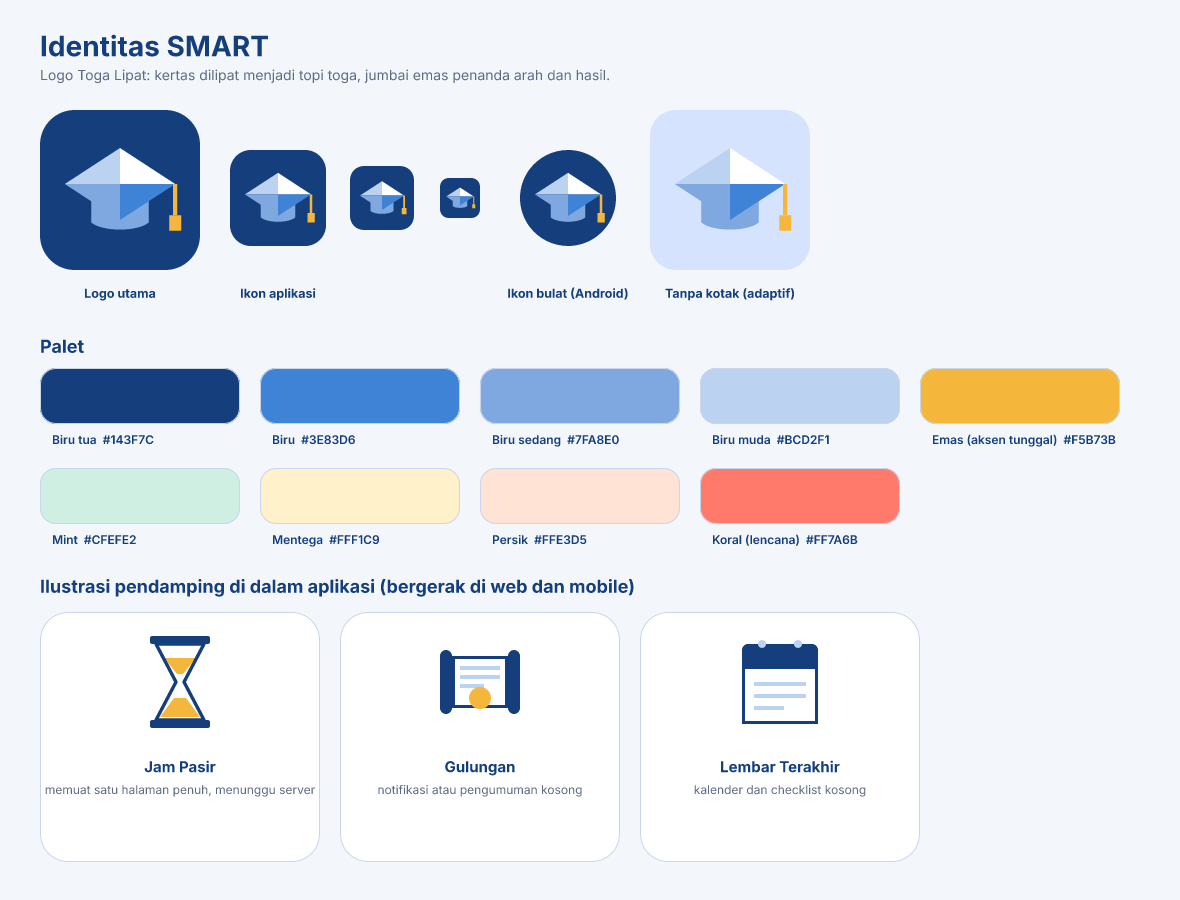 Identitas SMART
Logo Toga Lipat: kertas dilipat menjadi topi toga, jumbai emas penanda arah dan hasil.
Logo utama
Ikon aplikasi
Ikon bulat (Android)
Tanpa kotak (adaptif)
Palet
Biru tua #143F7C
Biru #3E83D6
Biru sedang #7FA8E0
Biru muda #BCD2F1
Emas (aksen tunggal) #F5B73B
Mint #CFEFE2
Mentega #FFF1C9
Persik #FFE3D5
Koral (lencana) #FF7A6B
Ilustrasi pendamping di dalam aplikasi (bergerak di web dan mobile)
Jam Pasir
memuat satu halaman penuh, menunggu server
Gulungan
notifikasi atau pengumuman kosong
Lembar Terakhir
kalender dan checklist kosong